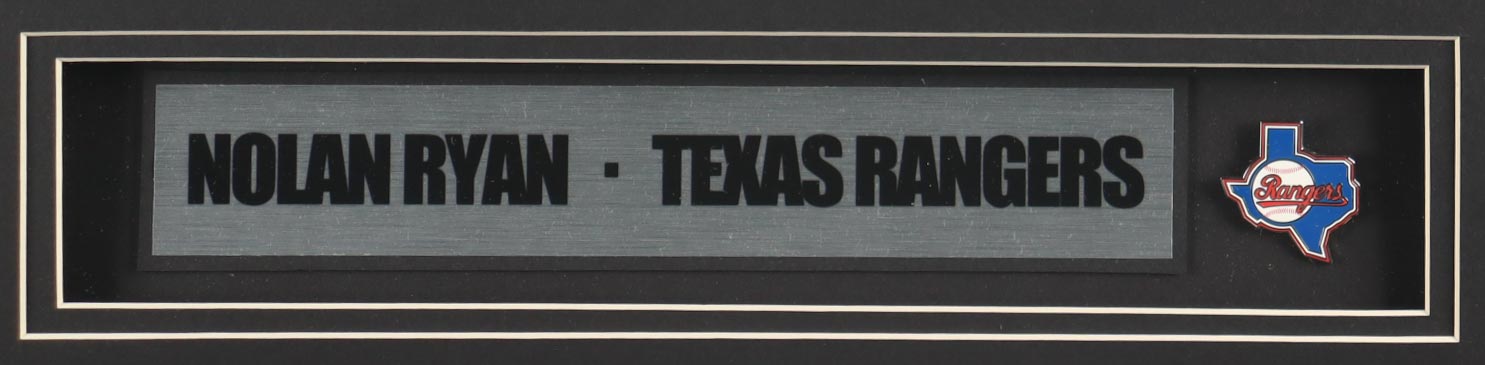 NOLAN RYAN · TEXAS RANGERS
Rangers